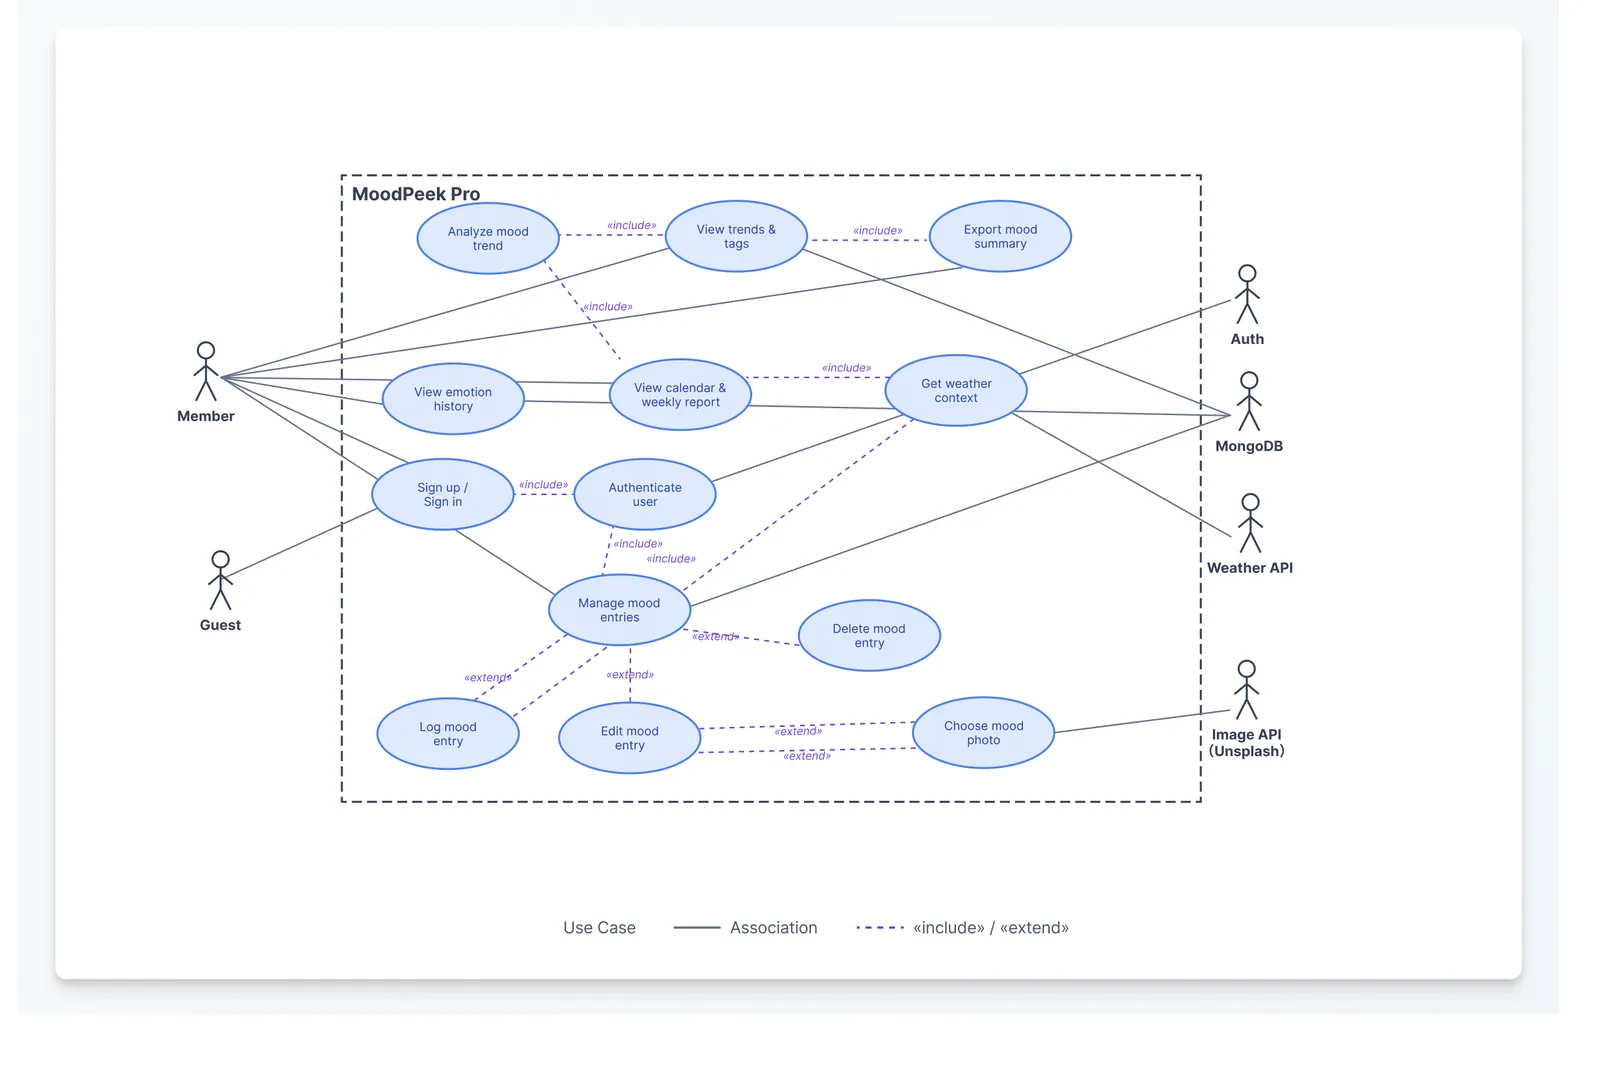 MoodPeek Pro
Analyze mood
trend
«include»
View trends &
tags
«include»
Export mood
summary
«include»
Auth
Member
View emotion
history
View calendar &
weekly report
«include»
Get weather
context
MongoDB
Sign up /
Sign in
«include»
Authenticate
user
«include»
«include»
Weather API
Guest
Manage mood
entries
«extend»
Delete mood
entry
«extend»
«extend»
Log mood
entry
Edit mood
entry
«extend»
«extend»
Choose mood
photo
Image API
(Unsplash)
Use Case
Association
«include» / «extend»